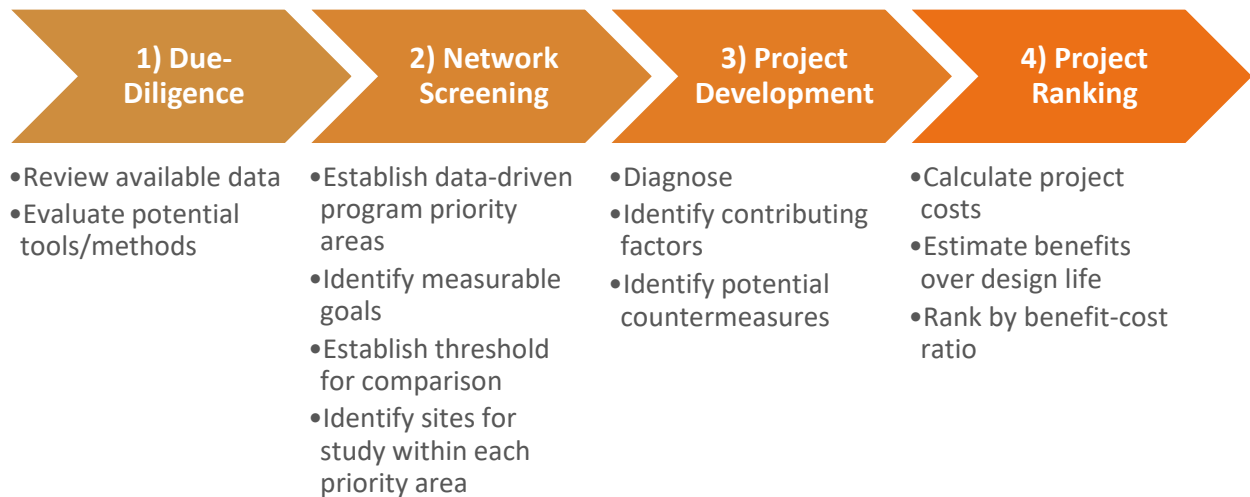 1) Due-
Diligence
•Review available data
•Evaluate potential
tools/methods
2) Network
Screening
•Establish data-driven
program priority
areas
•Identify measurable
goals
•Establish threshold
for comparison
•Identify sites for
study within each
priority area
3) Project
Development
•Diagnose
•Identify contributing
factors
•Identify potential
countermeasures
4) Project
Ranking
•Calculate project
costs
•Estimate benefits
over design life
•Rank by benefit-cost
ratio